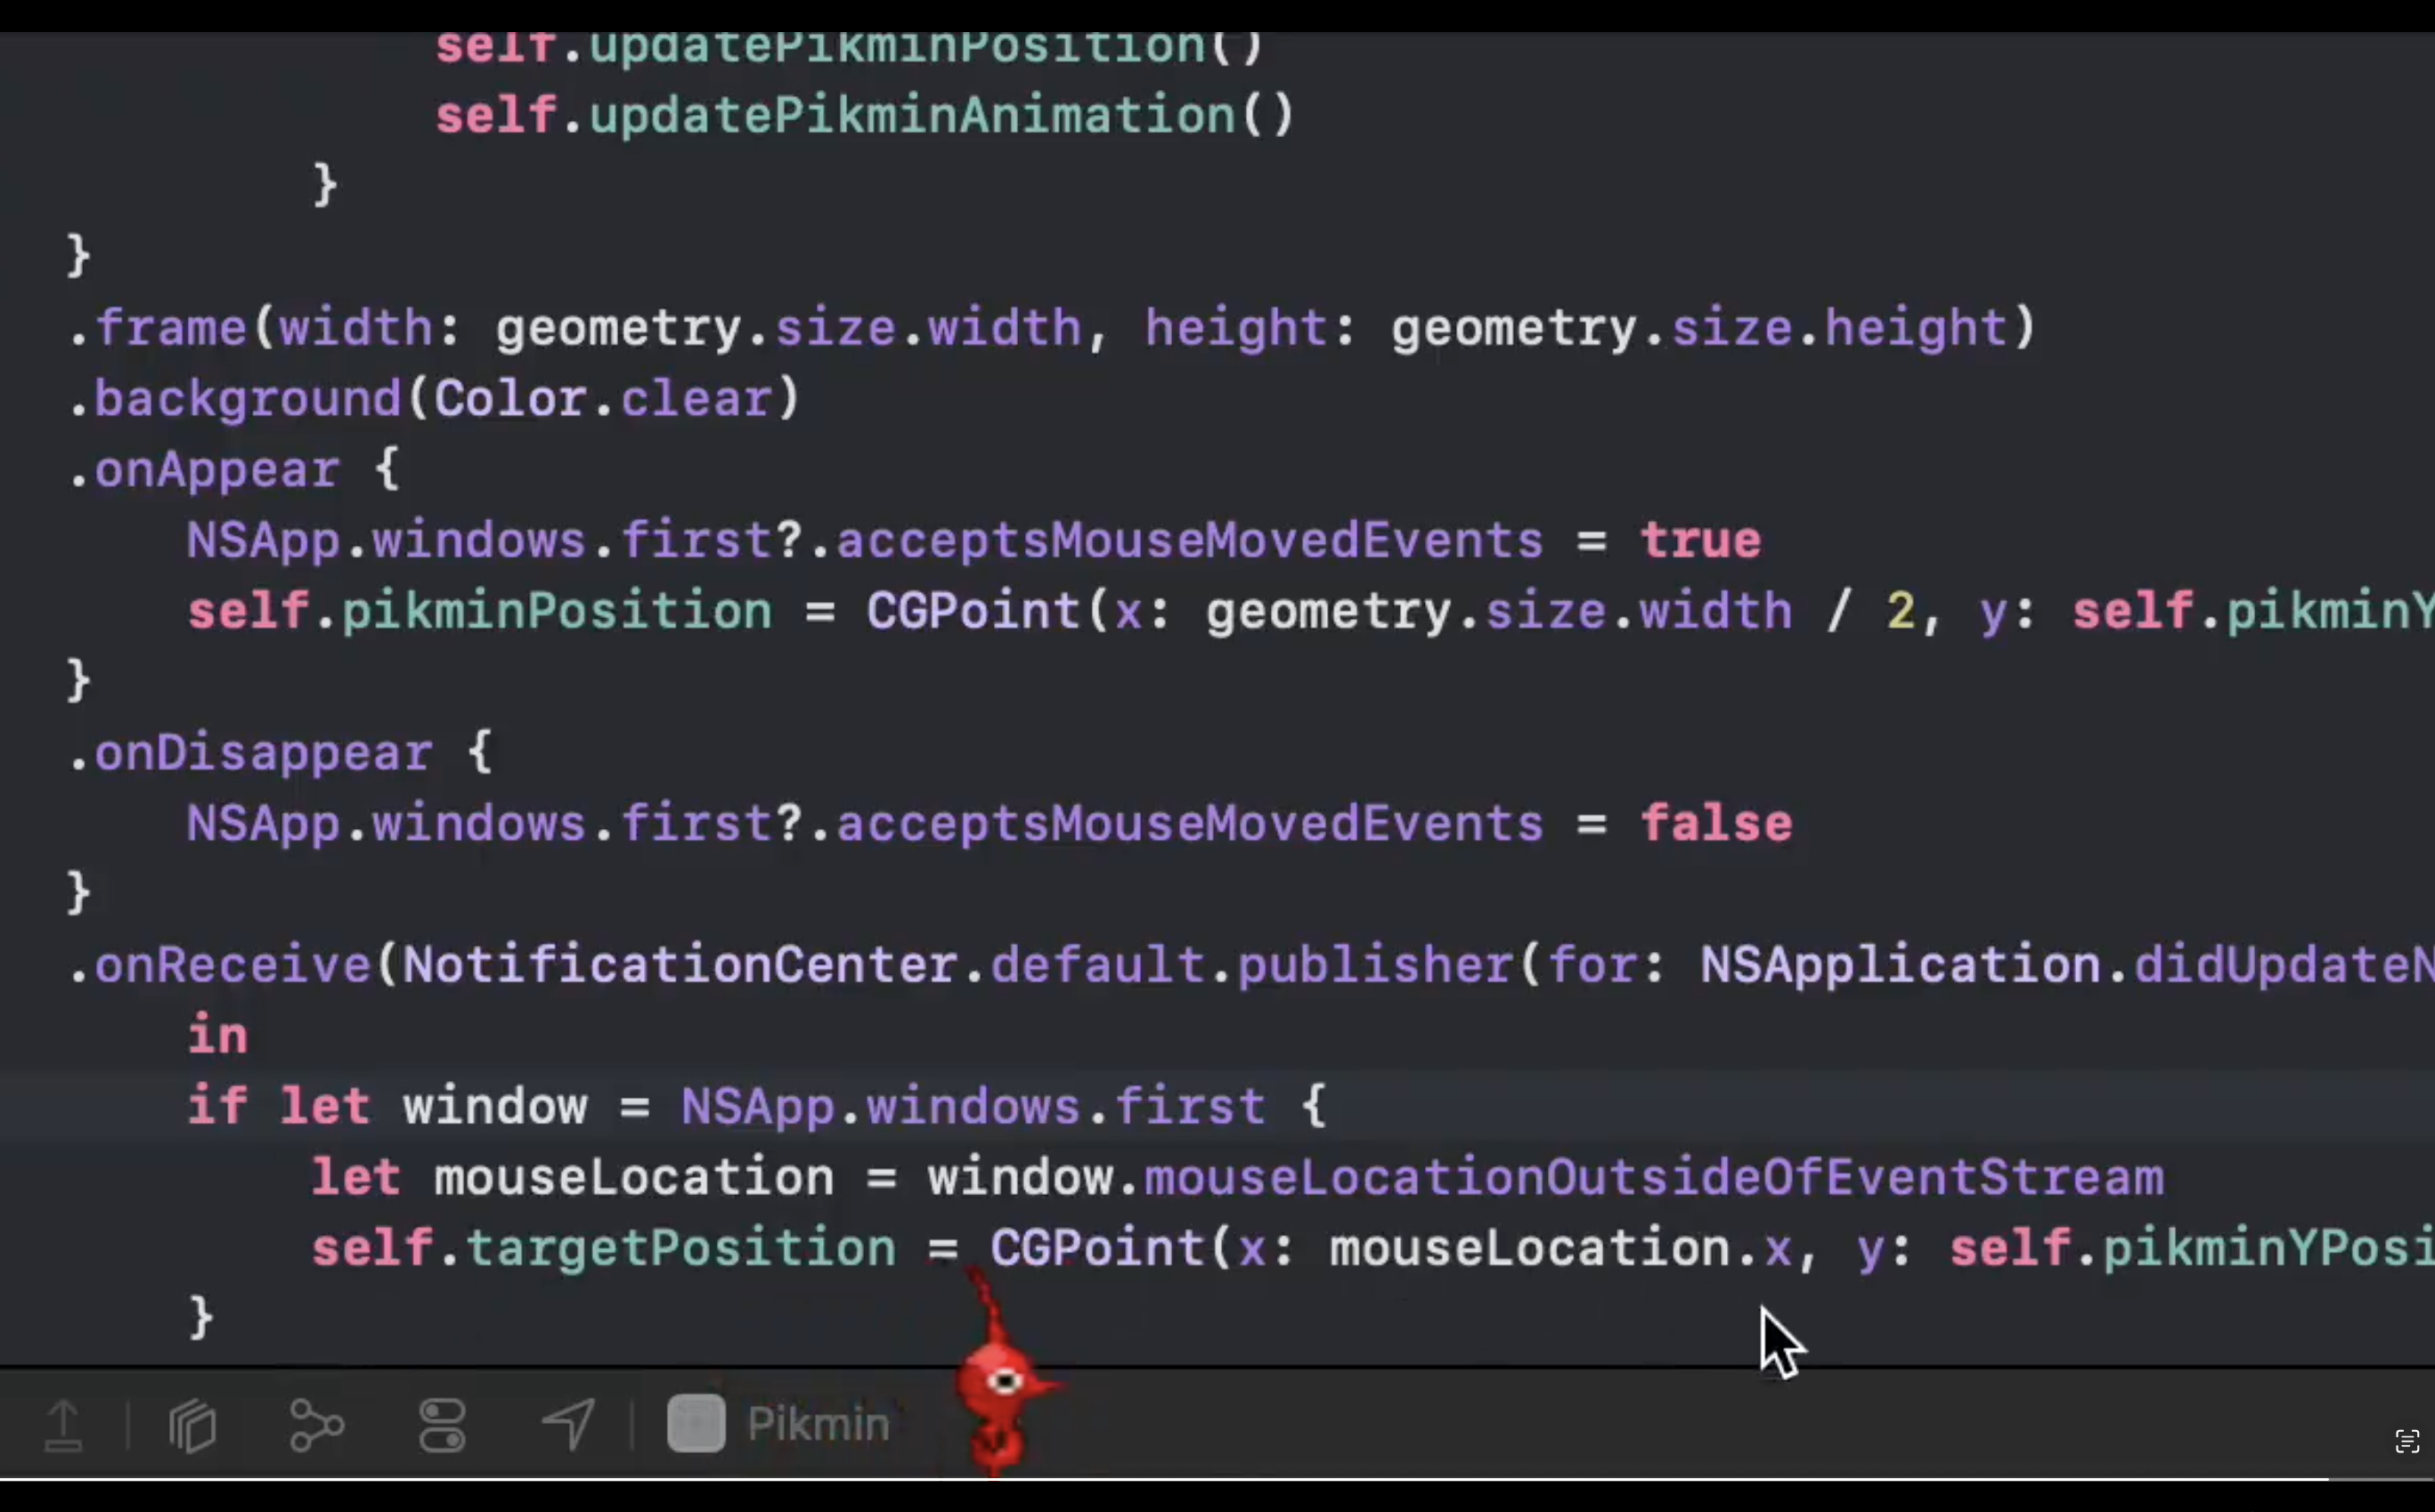 self.updatePikminPosition()
self.updatePikminAnimation()
}
}
.frame(width: geometry.size.width, height: geometry.size.height)
.background(Color.clear)
.onAppear {
NSApp.windows.first?.acceptsMouseMovedEvents = true
self.pikminPosition = CGPoint(x: geometry.size.width / 2, y: self.pikminY
}
.onDisappear {
NSApp.windows.first?.acceptsMouseMovedEvents = false
}
.onReceive(NotificationCenter.default.publisher(for: NSApplication.didUpdateN
in
if let window = NSApp.windows.first {
let mouseLocation = window.mouseLocationOutsideOfEventStream
self.targetPosition = CGPoint(x: mouseLocation.x, y: self.pikminYPosi
}
Pikmin